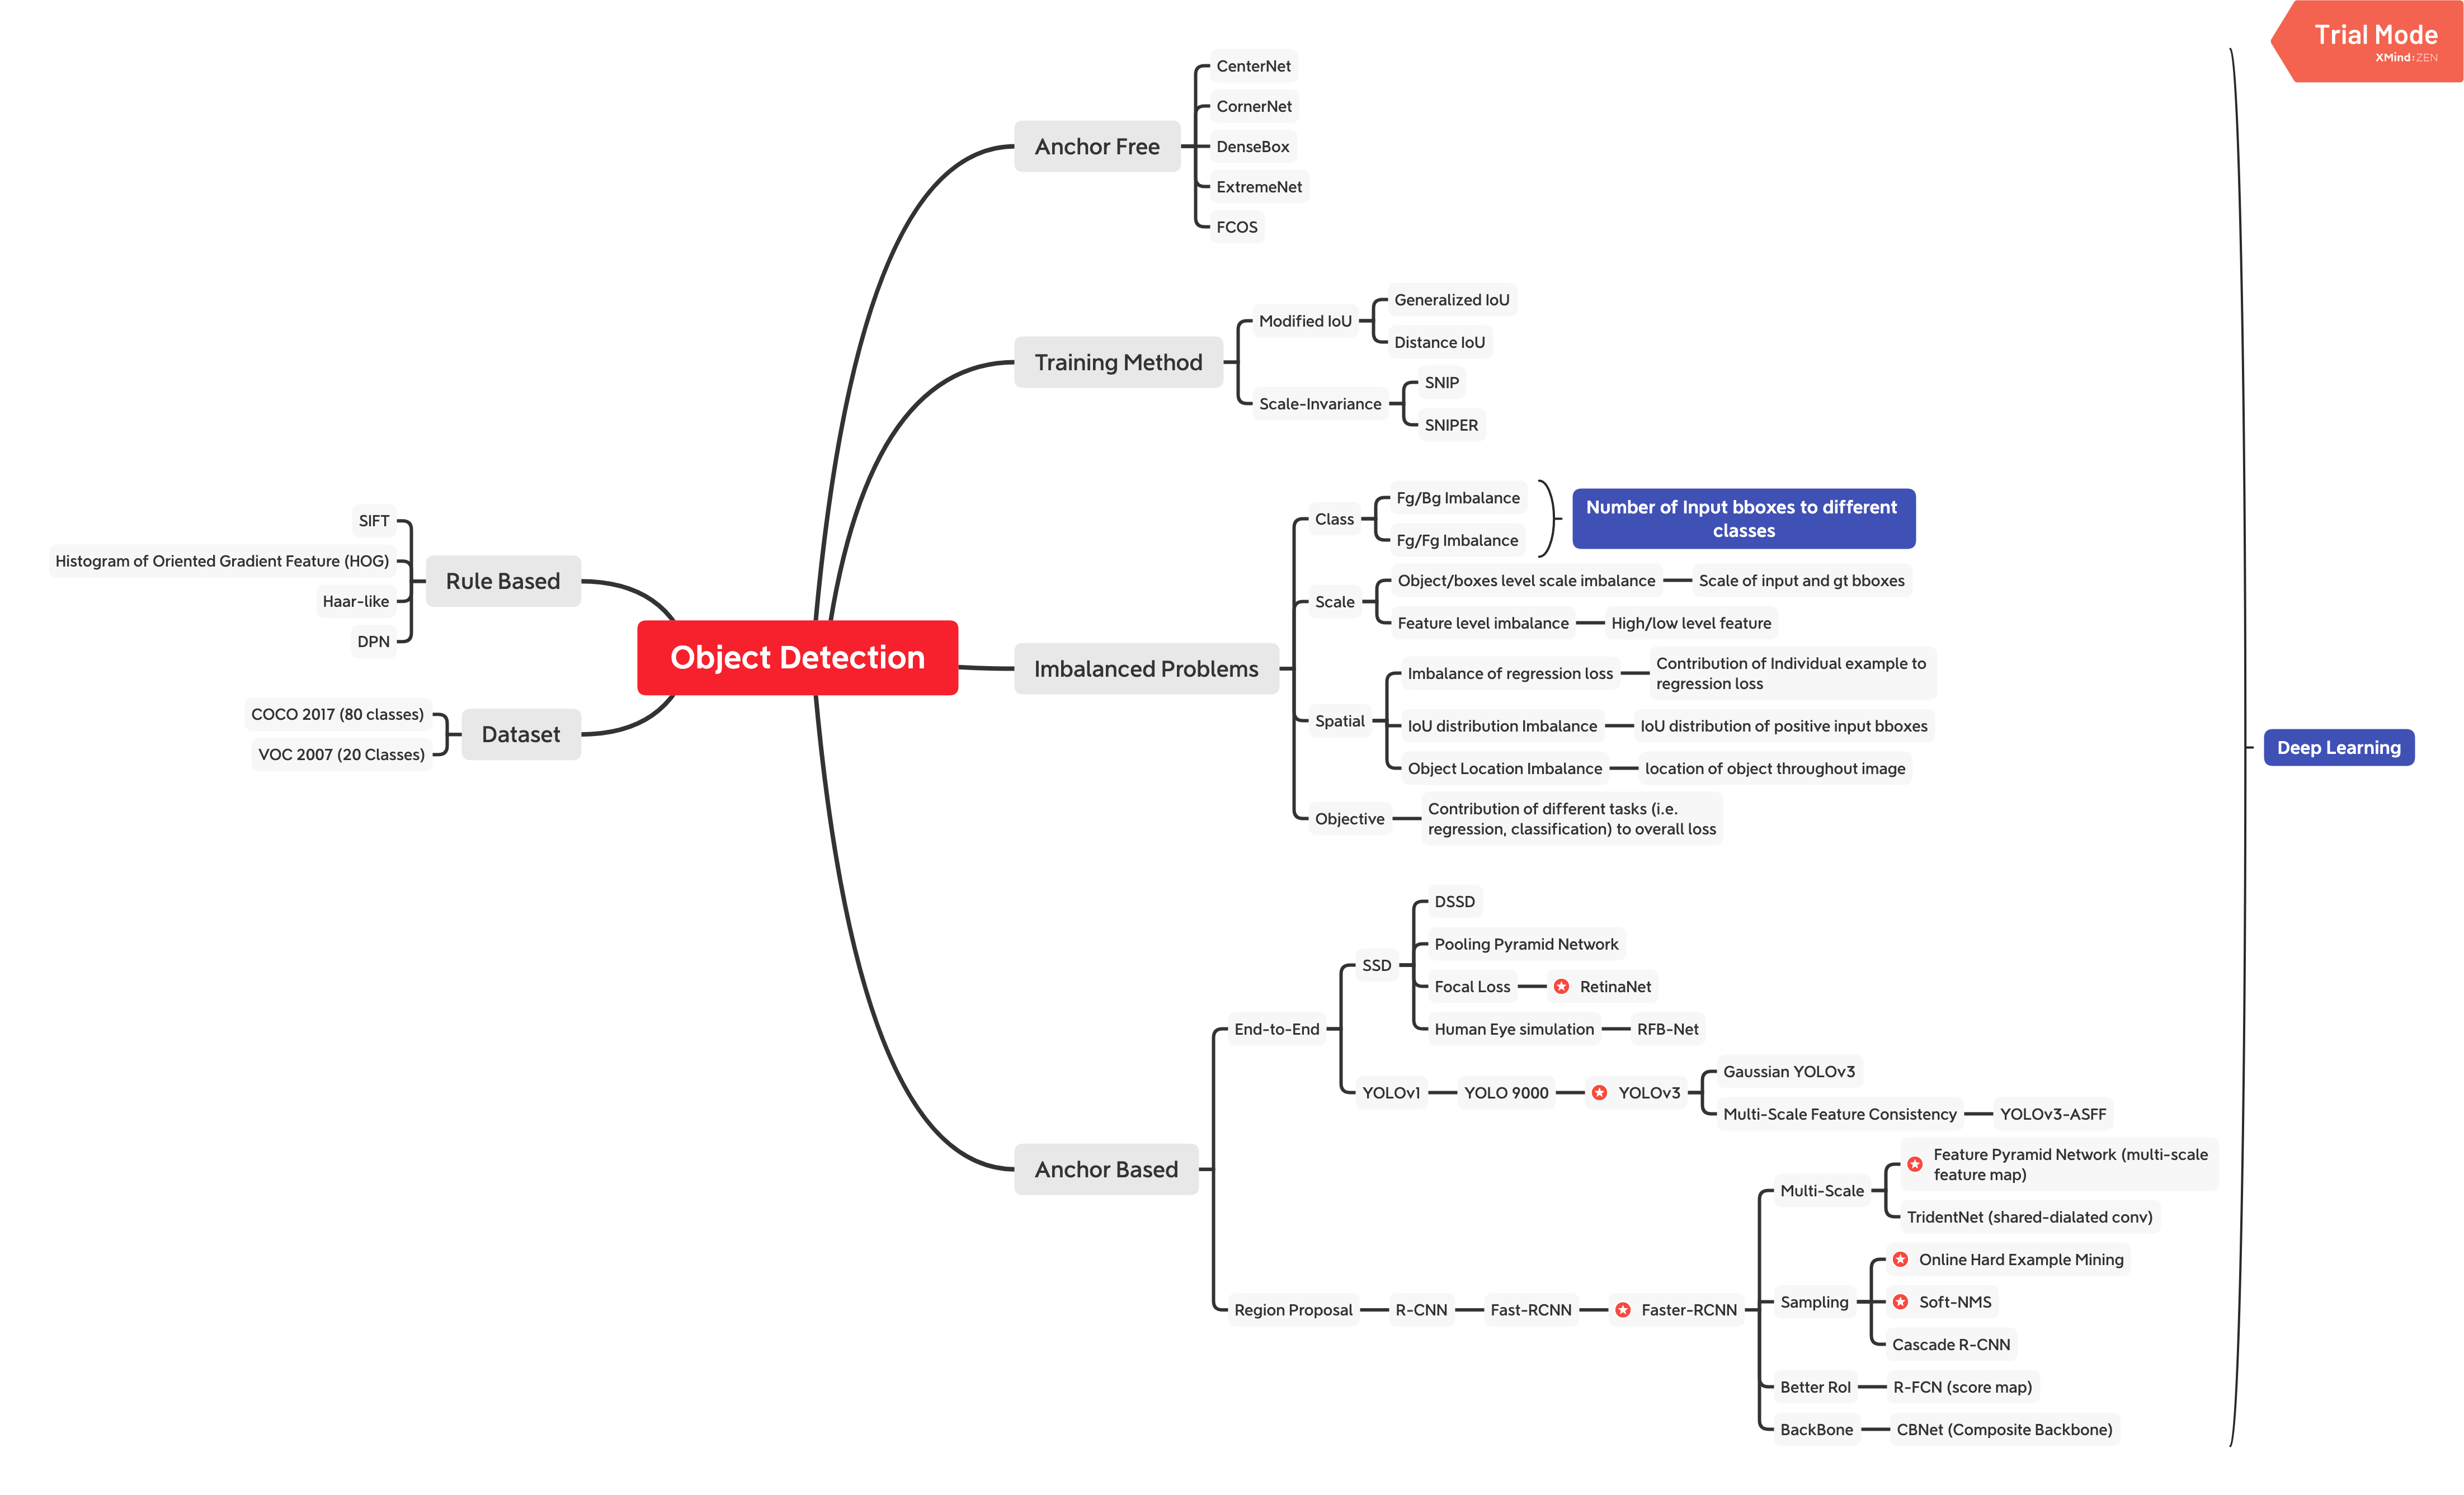 Trial Mode
XMind:ZEN
Object Detection
Anchor Free
CenterNet
CornerNet
DenseBox
ExtremeNet
FCOS
Training Method
Modified IoU
Generalized IoU
Distance IoU
Scale-Invariance
SNIP
SNIPER
Imbalanced Problems
Class
Fg/Bg Imbalance
Fg/Fg Imbalance
Number of Input bboxes to different
classes
Scale
Object/boxes level scale imbalance
Scale of input and gt bboxes
Feature level imbalance
High/low level feature
Spatial
Imbalance of regression loss
Contribution of Individual example to
regression loss
IoU distribution Imbalance
IoU distribution of positive input bboxes
Object Location Imbalance
location of object throughout image
Objective
Contribution of different tasks (i.e.
regression, classification) to overall loss
Anchor Based
End-to-End
SSD
DSSD
Pooling Pyramid Network
Focal Loss
RetinaNet
Human Eye simulation
RFB-Net
YOLOv1
YOLO 9000
YOLOv3
Gaussian YOLOv3
Multi-Scale Feature Consistency
YOLOv3-ASFF
Region Proposal
R-CNN
Fast-RCNN
Faster-RCNN
Multi-Scale
Feature Pyramid Network (multi-scale
feature map)
TridentNet (shared-dialated conv)
Sampling
Online Hard Example Mining
Soft-NMS
Cascade R-CNN
Better RoI
R-FCN (score map)
BackBone
CBNet (Composite Backbone)
Deep Learning
Rule Based
SIFT
Histogram of Oriented Gradient Feature (HOG)
Haar-like
DPN
Dataset
COCO 2017 (80 classes)
VOC 2007 (20 Classes)